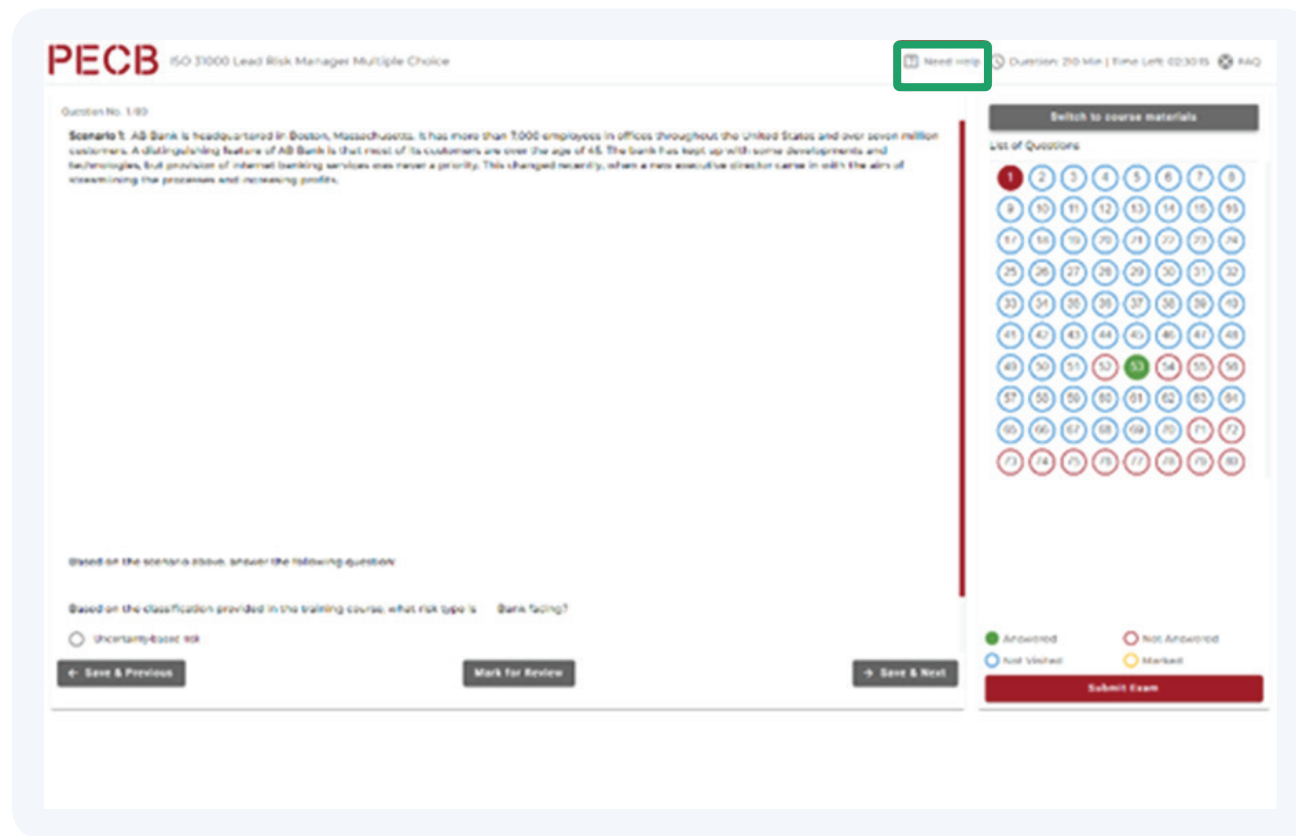 PECB ISO 31000 Lead Risk Manager Multiple Choice
Need Help Duration: 210 Min | Time Left: 02:30:15 FAQ
Question No. 1/80
Scenario 1: AB Bank is headquartered in Boston, Massachusetts. It has more than 7,000 employees in offices throughout the United States and over seven million
customers. A distinguishing feature of AB Bank is that most of its customers are over the age of 45. The bank has kept up with some developments and
technologies, but provision of internet banking services was never a priority. This changed recently, when a new executive director came in with the aim of
streamlining the processes and increasing profits.
Based on the scenario above, answer the following question:
Based on the classification provided in the training course, what risk type is Bank facing?
Uncertainty-based risk
← Save & Previous
Mark for Review
→ Save & Next
Switch to course materials
List of Questions
1 2 3 4 5 6 7 8
9 10 11 12 13 14 15 16
17 18 19 20 21 22 23 24
25 26 27 28 29 30 31 32
33 34 35 36 37 38 39 40
41 42 43 44 45 46 47 48
49 50 51 52 53 54 55 56
57 58 59 60 61 62 63 64
65 66 67 68 69 70 71 72
73 74 75 76 77 78 79 80
Answered Not Answered
Not Visited Marked
Submit Exam